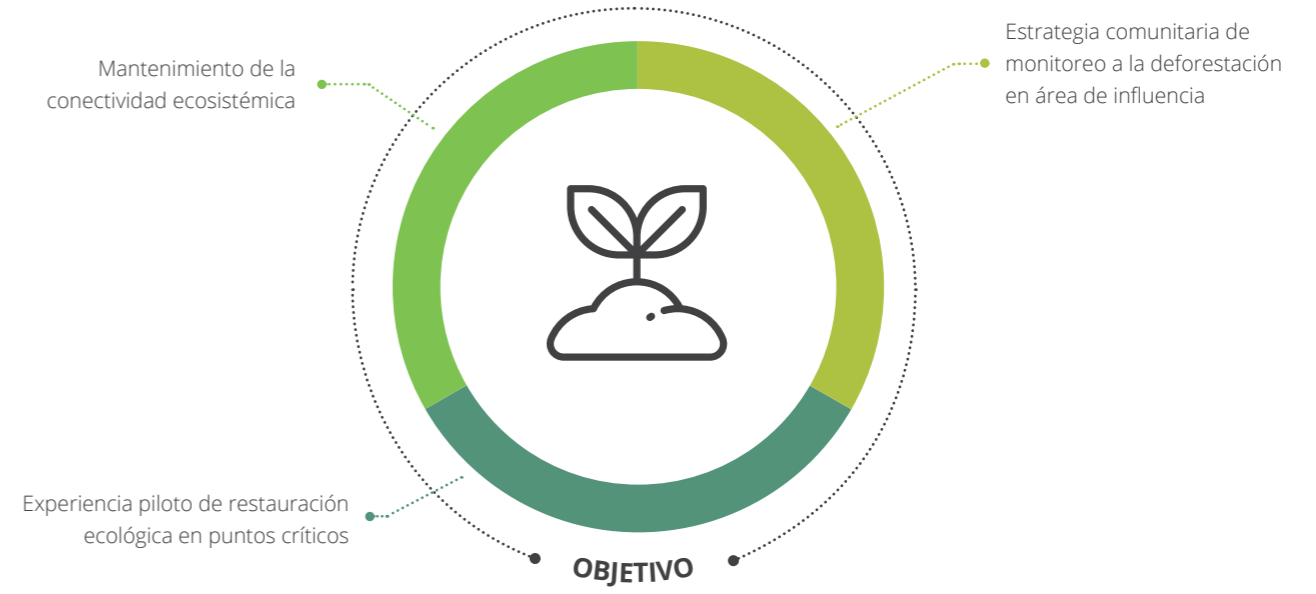 Mantenimiento de la
conectividad ecosistémica
Estrategia comunitaria de
monitoreo a la deforestación
en área de influencia
Experiencia piloto de restauración
ecológica en puntos críticos
OBJETIVO